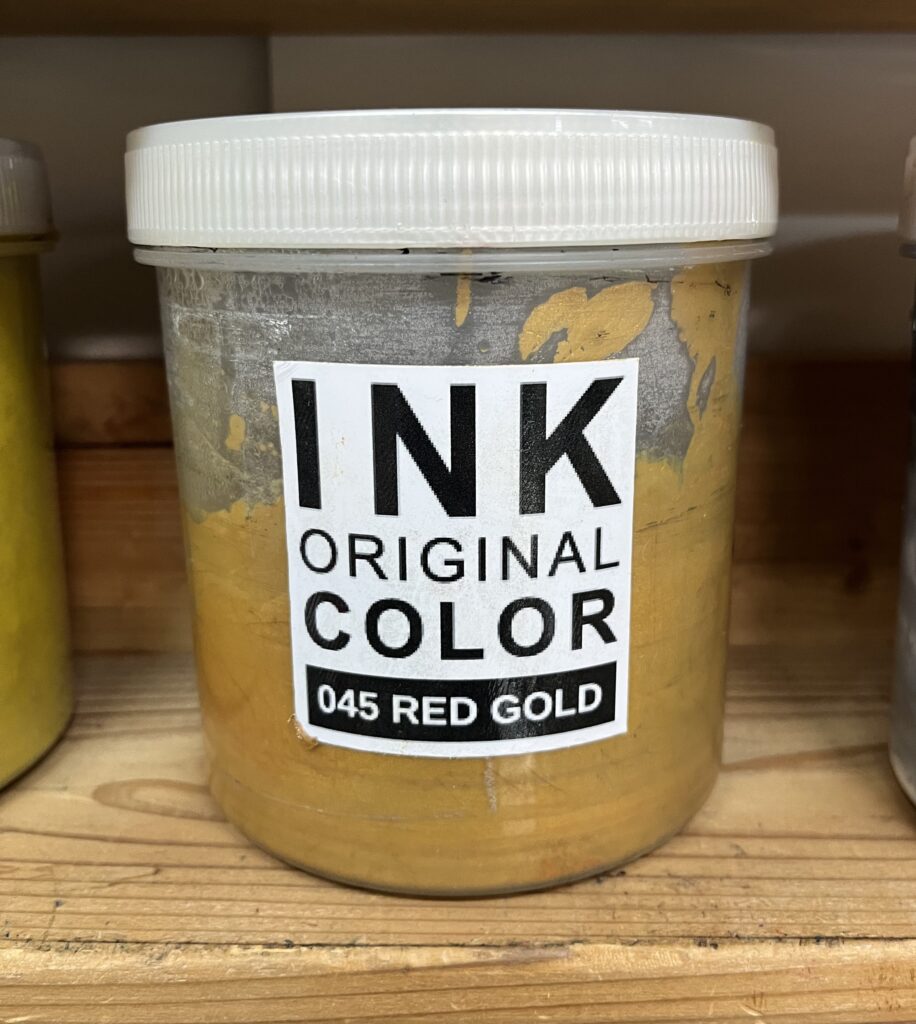 INK
ORIGINAL
COLOR
045 RED GOLD